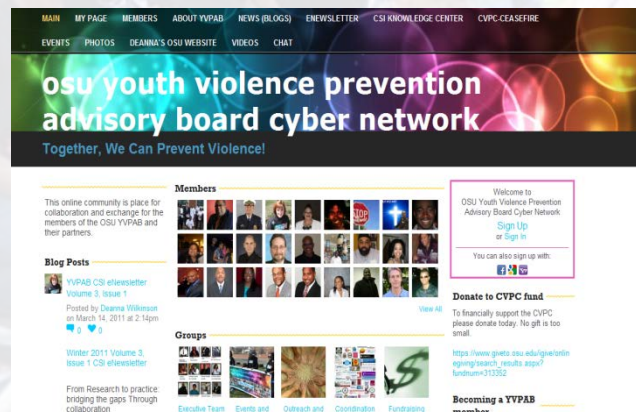 MAIN MY PAGE MEMBERS ABOUT YVPAB NEWS (BLOGS) ENEWSLETTER CSI KNOWLEDGE CENTER CVPC-CEASEFIRE
EVENTS PHOTOS DEANNA'S OSU WEBSITE VIDEOS CHAT
osu youth violence prevention
advisory board cyber network
Together, We Can Prevent Violence!
This online community is place for
collaboration and exchange for the
members of the OSU YVPAB and
their partners.
Blog Posts
YVPAB CSI eNewsletter
Volume 3, Issue 1
Posted by Deanna Wilkinson
on March 14, 2011 at 2:14pm
0 0
Winter 2011 Volume 3,
Issue 1 CSI eNewsletter
From Research to practice
bridging the gaps Through
collaboration
Members
STOP
View All
Groups
Executive Team
Events and
Outreach and
Coordination
Fundraising
Welcome to
OSU Youth Violence Prevention
Advisory Board Cyber Network
Sign Up
or Sign In
You can also sign up with:
Donate to CVPC fund
To financially support the CVPC
please donate today. No gift is too
small.
https://www.giveto.osu.edu/igive/onlin
egiving/search_results.aspx?
fundnum=313352
Becoming a YVPAB
member